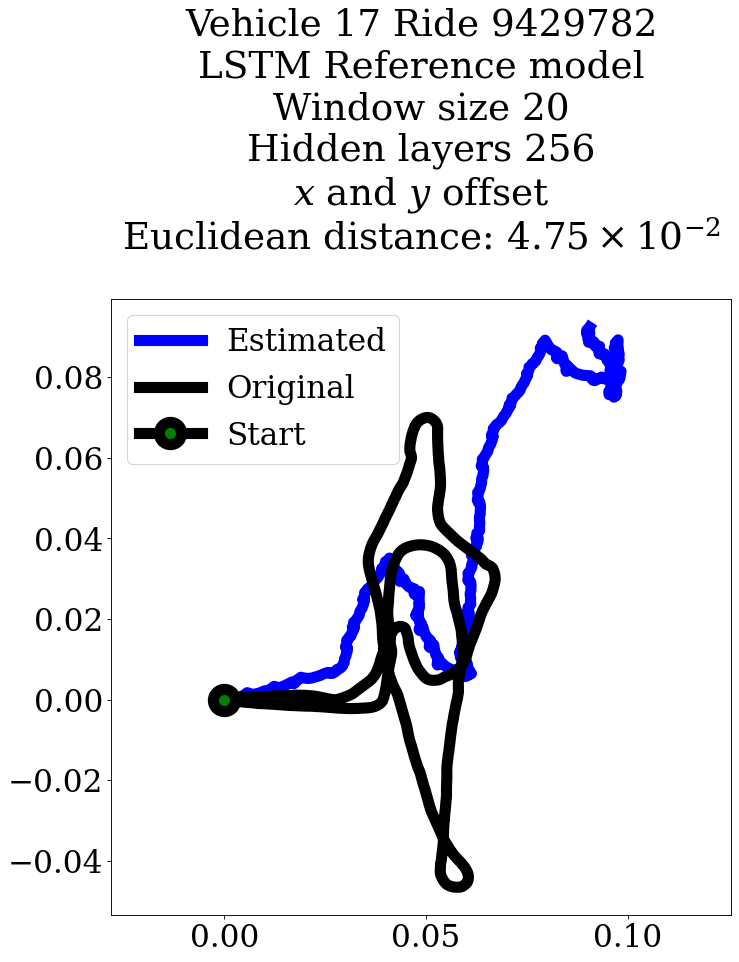 Vehicle 17 Ride 9429782
LSTM Reference model
Window size 20
Hidden layers 256
x and y offset
Euclidean distance: 4.75 × 10⁻²
Estimated
Original
Start
0.08
0.06
0.04
0.02
0.00
−0.02
−0.04
0.00 0.05 0.10